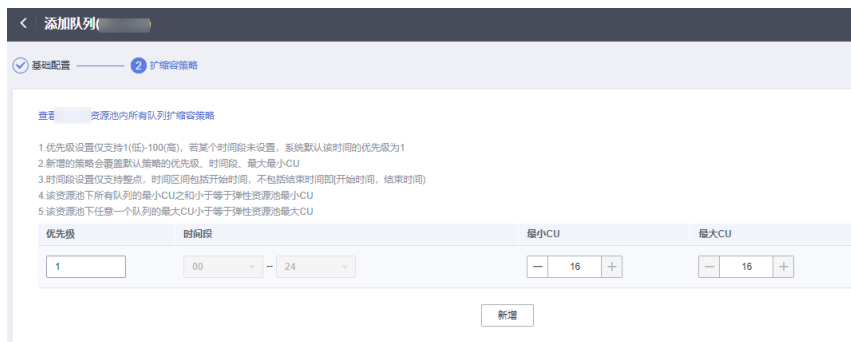 添加队列(
基础配置 2 扩缩容策略
查看 资源池内所有队列扩缩容策略
1.优先级设置仅支持1(低)-100(高)，若某个时间段未设置，系统默认该时间的优先级为1
2.新增的策略会覆盖默认策略的优先级、时间段、最大最小CU
3.时间段设置仅支持整点，时间区间包括开始时间，不包括结束时间即[开始时间，结束时间)
4.该资源池下所有队列的最小CU之和小于等于弹性资源池最小CU
5.该资源池下任意一个队列的最大CU小于等于弹性资源池最大CU
优先级 时间段 最小CU 最大CU
1 00 -- 24 — 16 + — 16 +
新增